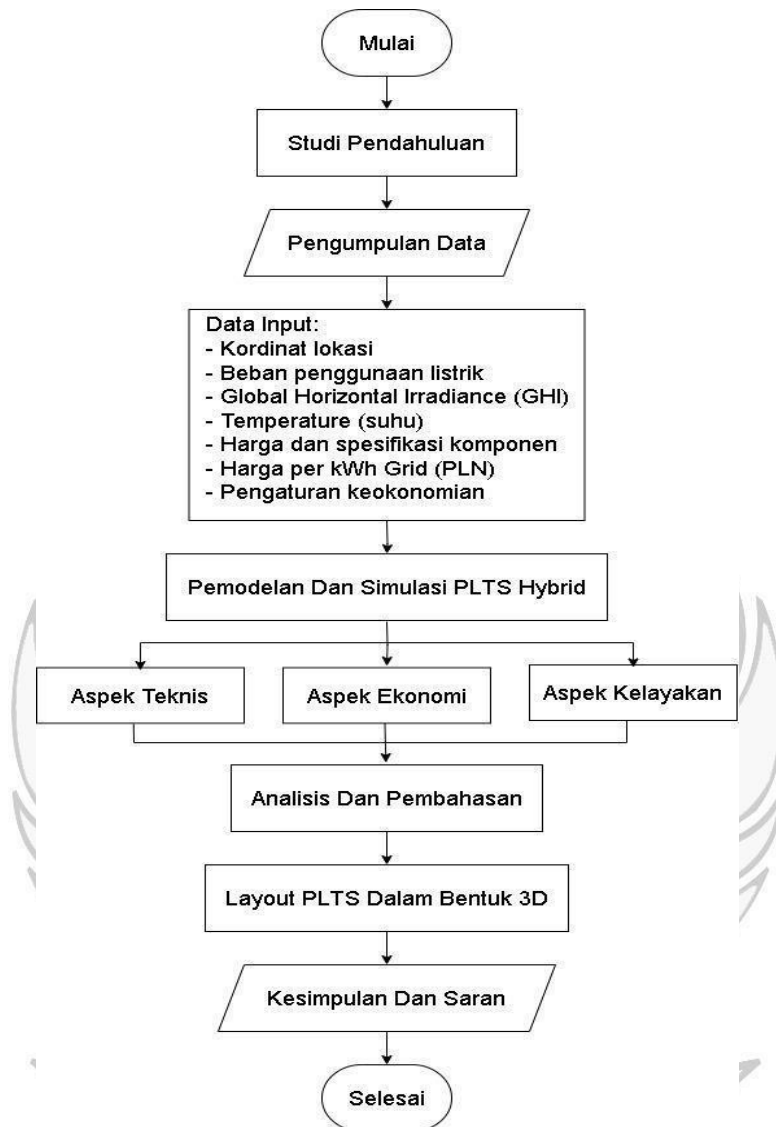 Mulai
Studi Pendahuluan
Pengumpulan Data
Data Input:
- Kordinat lokasi
- Beban penggunaan listrik
- Global Horizontal Irradiance (GHI)
- Temperature (suhu)
- Harga dan spesifikasi komponen
- Harga per kWh Grid (PLN)
- Pengaturan keokonomian
Pemodelan Dan Simulasi PLTS Hybrid
Aspek Teknis
Aspek Ekonomi
Aspek Kelayakan
Analisis Dan Pembahasan
Layout PLTS Dalam Bentuk 3D
Kesimpulan Dan Saran
Selesai